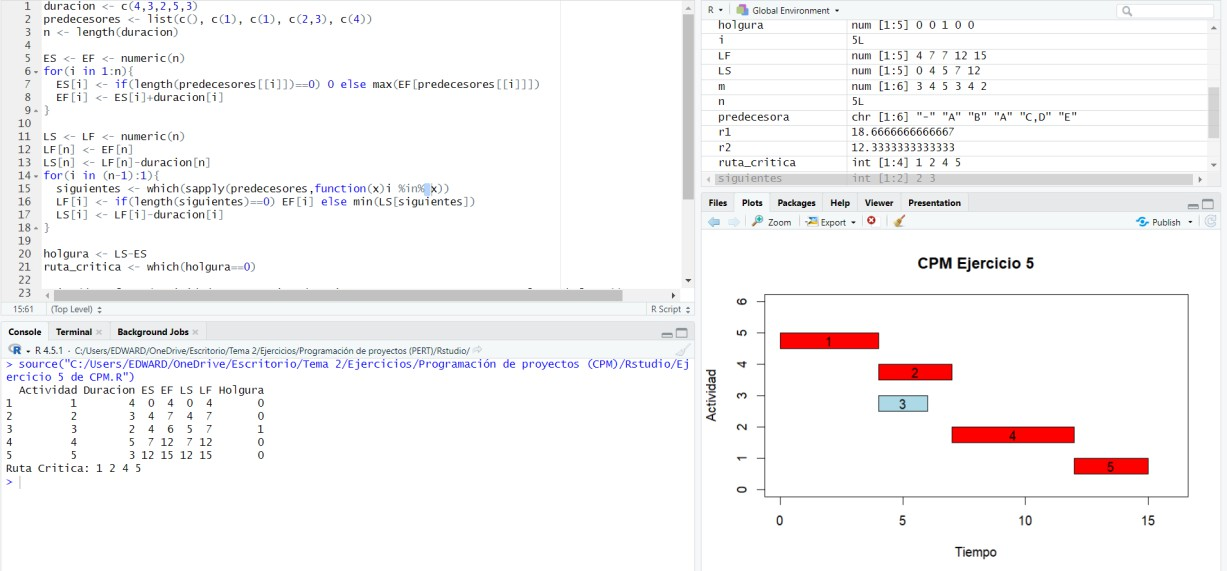 1 duracion <- c(4,3,2,5,3)
2 predecesores <- list(c(), c(1), c(1), c(2,3), c(4))
3 n <- length(duracion)
4
5 ES <- EF <- numeric(n)
6 for(i in 1:n){
7 ES[i] <- if(length(predecesores[[i]])==0) 0 else max(EF[predecesores[[i]]])
8 EF[i] <- ES[i]+duracion[i]
9 }
10
11 LS <- LF <- numeric(n)
12 LF[n] <- EF[n]
13 LS[n] <- LF[n]-duracion[n]
14 for(i in (n-1):1){
15 siguientes <- which(sapply(predecesores,function(x)i %in% x))
16 LF[i] <- if(length(siguientes)==0) EF[i] else min(LS[siguientes])
17 LS[i] <- LF[i]-duracion[i]
18 }
19
20 holgura <- LS-ES
21 ruta_critica <- which(holgura==0)
22
23
15:61 (Top Level) R Script
Console Terminal Background Jobs
R 4.5.1 · C:/Users/EDWARD/OneDrive/Escritorio/Tema 2/Ejercicios/Programación de proyectos (PERT)/Rstudio/
> source("C:/Users/EDWARD/OneDrive/Escritorio/Tema 2/Ejercicios/Programación de proyectos (CPM)/Rstudio/Ej
ercicio 5 de CPM.R")
Actividad Duracion ES EF LS LF Holgura
1 1 4 0 4 0 4 0
2 2 3 4 7 4 7 0
3 3 2 4 6 5 7 1
4 4 5 7 12 7 12 0
5 5 3 12 15 12 15 0
Ruta Critica: 1 2 4 5
>
R Global Environment
holgura num [1:5] 0 0 1 0 0
i 5L
LF num [1:5] 4 7 7 12 15
LS num [1:5] 0 4 5 7 12
m num [1:6] 3 4 5 3 4 2
n 5L
predecesora chr [1:6] "-" "A" "B" "A" "C,D" "E"
r1 18.6666666666667
r2 12.3333333333333
ruta_critica int [1:4] 1 2 4 5
siguientes int [1:2] 2 3
Files Plots Packages Help Viewer Presentation
Zoom Export Publish
CPM Ejercicio 5
Actividad
6
5
4
3
2
1
0
1
2
3
4
5
0 5 10 15
Tiempo